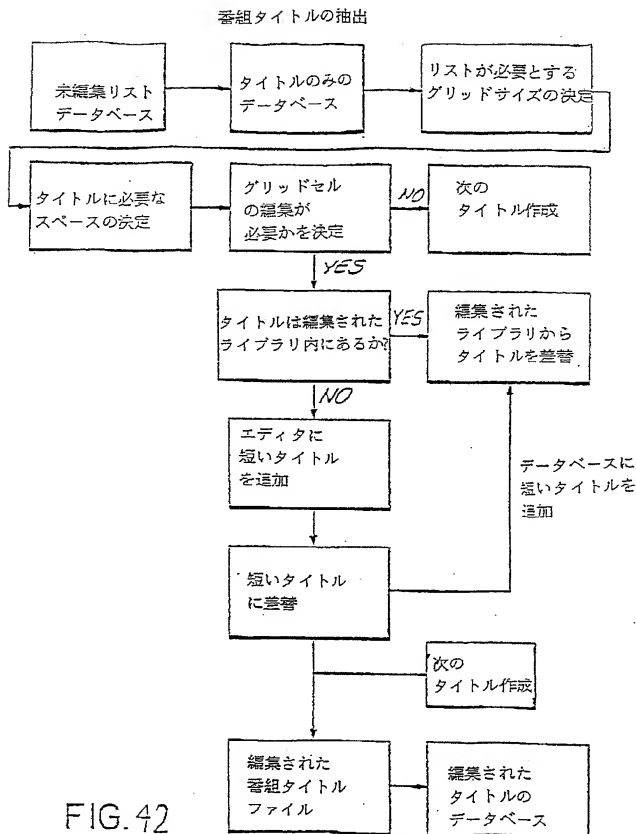 番組タイトルの抽出
未編集リスト
データベース
タイトルのみの
データベース
リストが必要とする
グリッドサイズの決定
タイトルに必要な
スペースの決定
グリッドセル
の編集が
必要かを決定
NO
次の
タイトル作成
YES
タイトルは編集された
ライブラリ内にあるか?
YES
編集された
ライブラリから
タイトルを差替
NO
エディタに
短いタイトル
を追加
データベースに
短いタイトルを
追加
短いタイトル
に差替
次の
タイトル作成
編集された
番組タイトル
ファイル
編集された
タイトルの
データベース
FIG.42